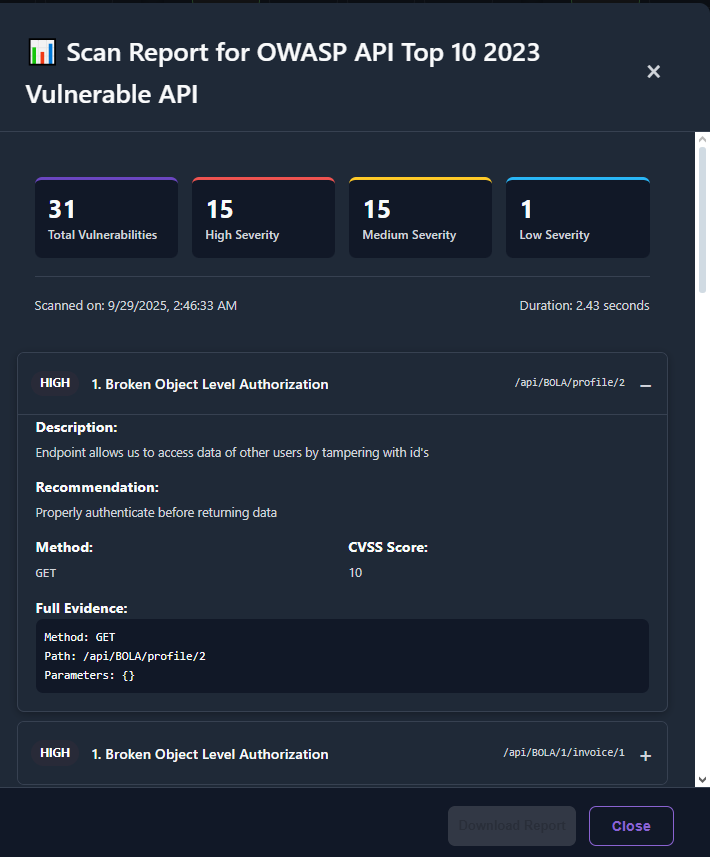 📊 Scan Report for OWASP API Top 10 2023
Vulnerable API
×
31
Total Vulnerabilities
15
High Severity
15
Medium Severity
1
Low Severity
Scanned on: 9/29/2025, 2:46:33 AM
Duration: 2.43 seconds
HIGH 1. Broken Object Level Authorization /api/BOLA/profile/2 −
Description:
Endpoint allows us to access data of other users by tampering with id's
Recommendation:
Properly authenticate before returning data
Method: CVSS Score:
GET 10
Full Evidence:
Method: GET
Path: /api/BOLA/profile/2
Parameters: {}
HIGH 1. Broken Object Level Authorization /api/BOLA/1/invoice/1 +
Download Report Close